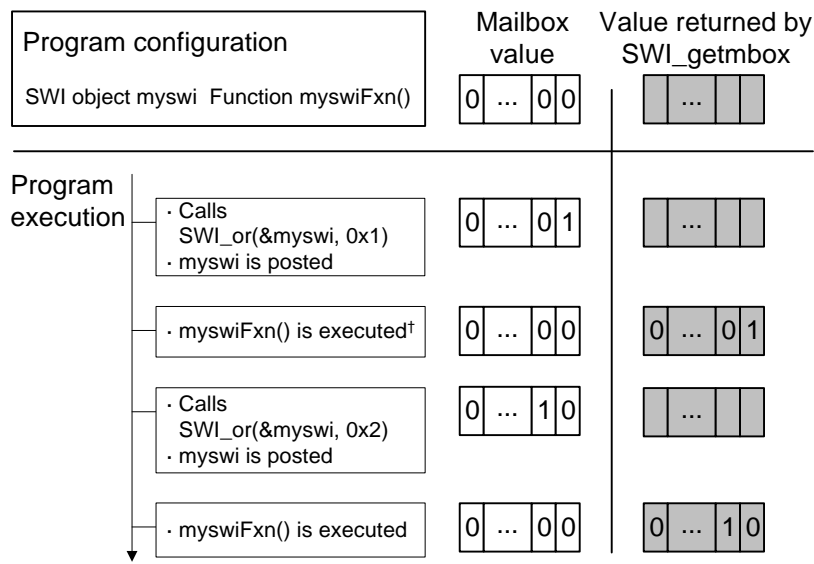 Program configuration
SWI object myswi Function myswiFxn()
Mailbox
value
Value returned by
SWI_getmbox
0 ... 0 0
...
Program
execution
· Calls
SWI_or(&myswi, 0x1)
· myswi is posted
0 ... 0 1
...
· myswiFxn() is executed†
0 ... 0 0
0 ... 0 1
· Calls
SWI_or(&myswi, 0x2)
· myswi is posted
0 ... 1 0
...
· myswiFxn() is executed
0 ... 0 0
0 ... 1 0